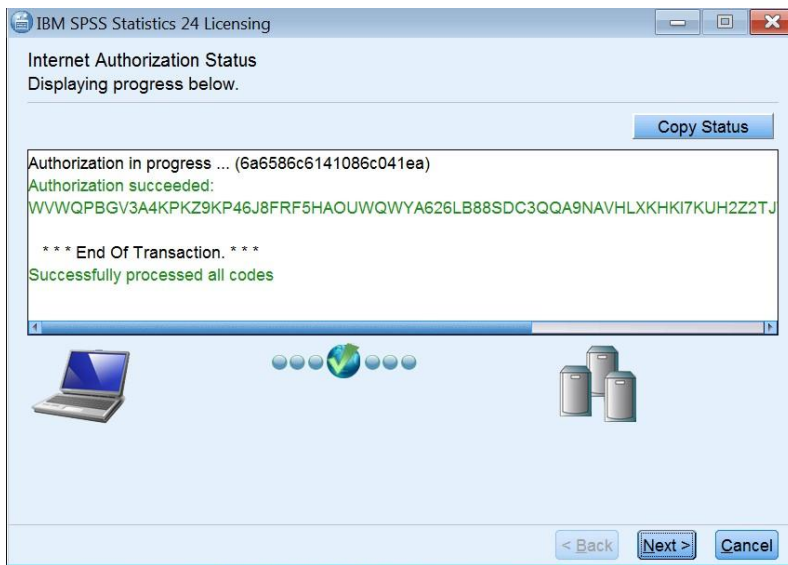 IBM SPSS Statistics 24 Licensing
Internet Authorization Status
Displaying progress below.
Copy Status
Authorization in progress ... (6a6586c6141086c041ea)
Authorization succeeded:
WVWQPBGV3A4KPKZ9KP46J8FRF5HAOUWQWYA626LB88SDC3QQA9NAVHLXKHKI7KUH2Z2TJ
* * * End Of Transaction. * * *
Successfully processed all codes
< Back
Next >
Cancel